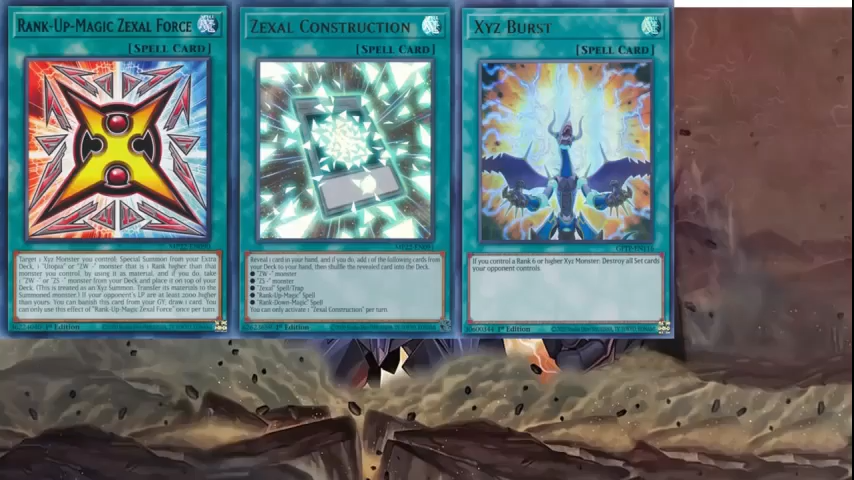 RANK-UP-MAGIC ZEXAL FORCE
[SPELL CARD]
MP22-EN091
Target 1 Xyz Monster you control; Special Summon from your Extra
Deck, 1 "Utopia" or "ZW -" monster that is 1 Rank higher than that
monster you control, by using it as material, and if you do, take
1 "ZW -" or "ZS -" monster from your Deck and place it on top of your
Deck. (This is treated as an Xyz Summon. Transfer its materials to the
Summoned monster.) If your opponent's LP are at least 2000 higher
than yours: You can banish this card from your GY; draw 1 card. You
can only use this effect of "Rank-Up-Magic Zexal Force" once per turn.
1st Edition
ZEXAL CONSTRUCTION
[SPELL CARD]
Reveal 1 card in your hand, and if you do, add 1 of the following cards from
your Deck to your hand, then shuffle the revealed card into the Deck.
● "ZW -" monster
● "ZS -" monster
● "Zexal" Spell/Trap
● "Rank-Up-Magic" Spell
● "Rank-Down-Magic" Spell
You can only activate 1 "Zexal Construction" per turn.
1st Edition
XYZ BURST
[SPELL CARD]
If you control a Rank 6 or higher Xyz Monster: Destroy all Set cards
your opponent controls.
1st Edition